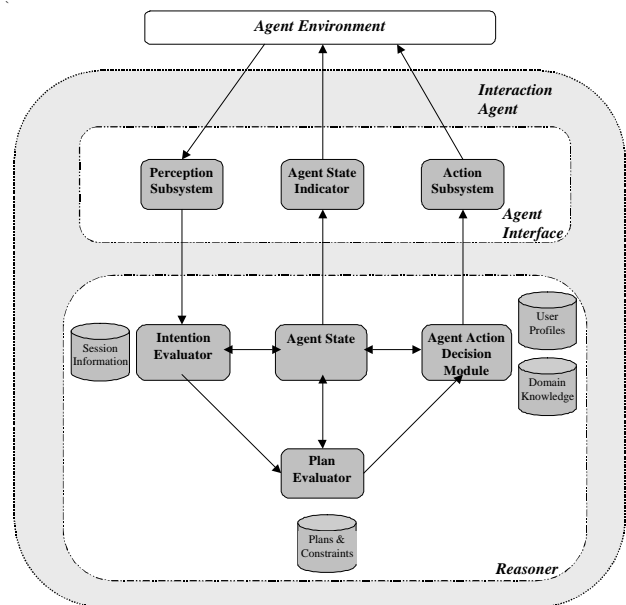 Agent Environment
Interaction
Agent
Perception
Subsystem
Agent State
Indicator
Action
Subsystem
Agent
Interface
Session
Information
Intention
Evaluator
Agent State
Agent Action
Decision
Module
User
Profiles
Domain
Knowledge
Plan
Evaluator
Plans &
Constraints
Reasoner